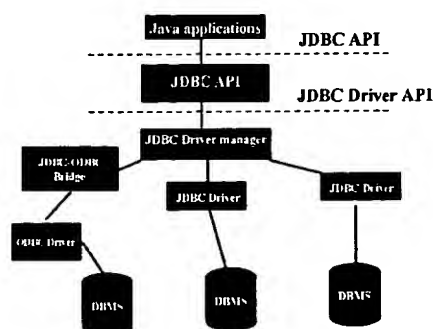 Java applications
JDBC API
JDBC API
JDBC Driver API
JDBC Driver manager
JDBC-ODBC
Bridge
JDBC Driver
JDBC Driver
ODBC Driver
DBMS
DBMS
DBMS